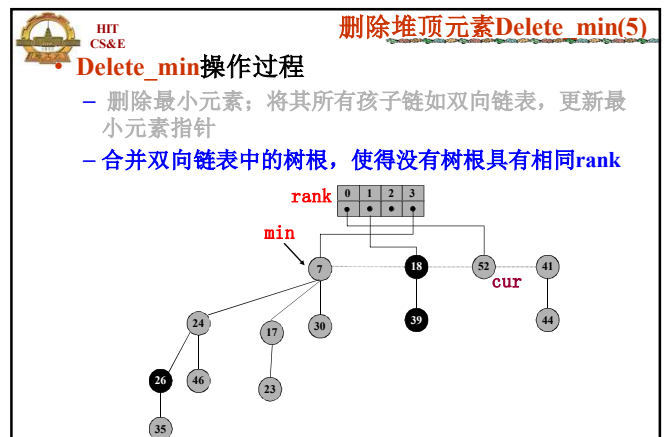 HIT
CS&E
删除堆顶元素Delete_min(5)
• Delete_min操作过程
– 删除最小元素；将其所有孩子链如双向链表，更新最
小元素指针
– 合并双向链表中的树根，使得没有树根具有相同rank
rank 0 1 2 3
min
7 18 52 41
cur
24 17 30 39 44
26 46 23
35